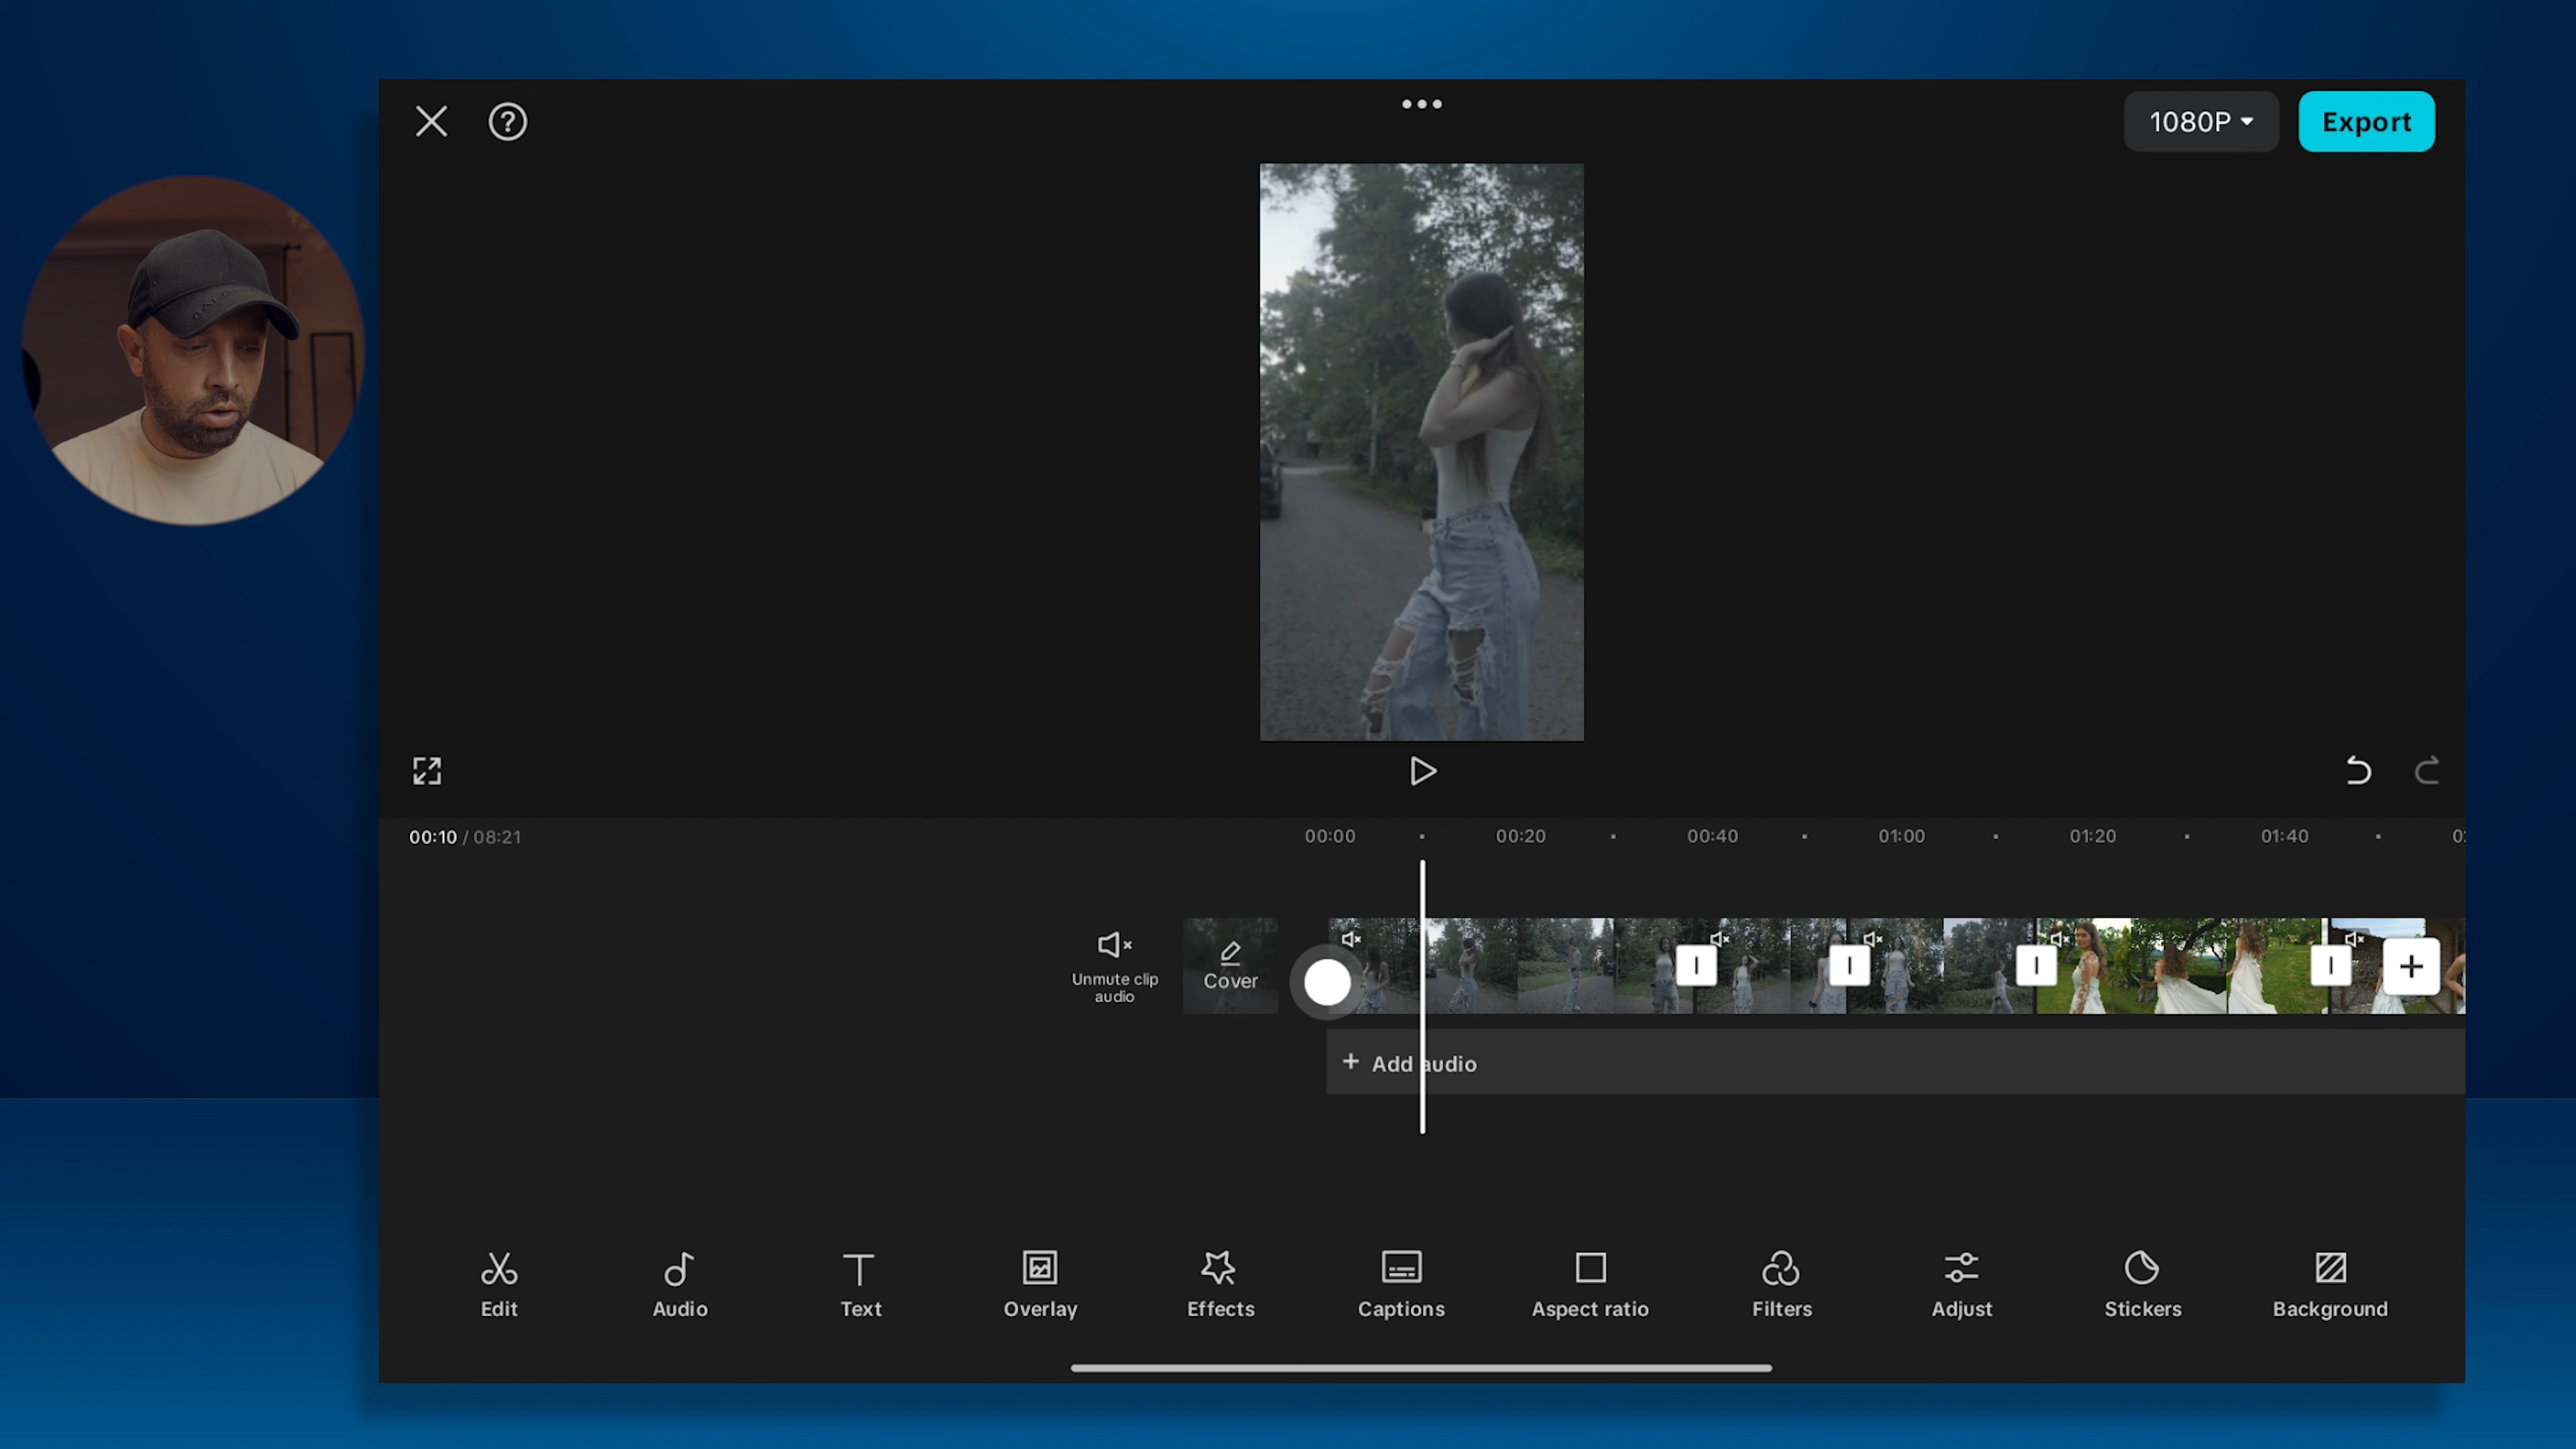 1080P
Export
00:10 / 08:21
00:00
00:20
00:40
01:00
01:20
01:40
Unmute clip
audio
Cover
+ Add audio
Edit
Audio
Text
Overlay
Effects
Captions
Aspect ratio
Filters
Adjust
Stickers
Background